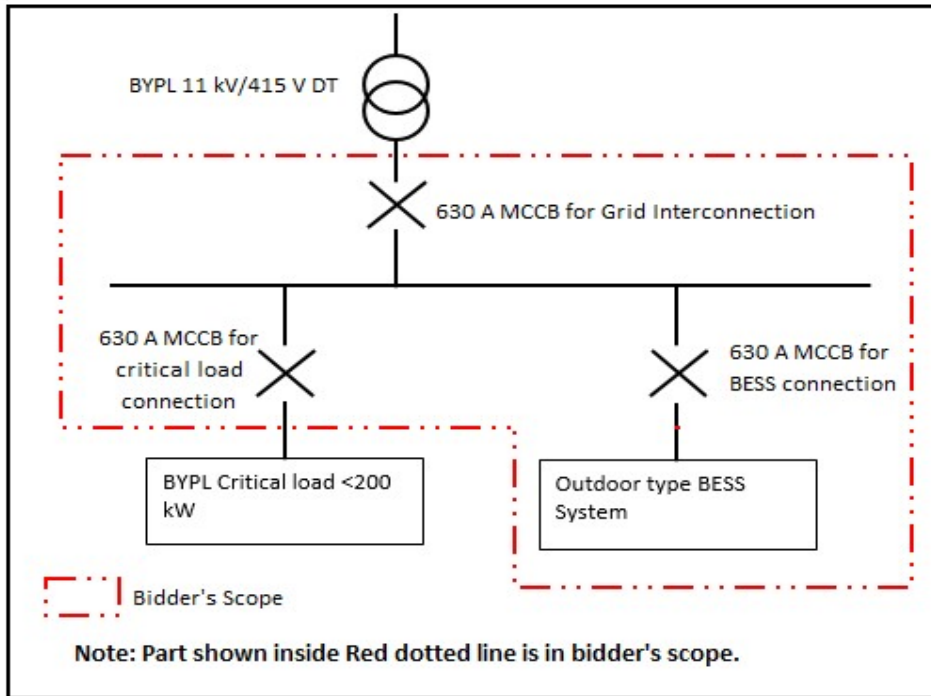 BYPL 11 kV/415 V DT
630 A MCCB for Grid Interconnection
630 A MCCB for
critical load
connection
630 A MCCB for
BESS connection
BYPL Critical load <200
kW
Outdoor type BESS
System
Bidder's Scope
Note: Part shown inside Red dotted line is in bidder's scope.